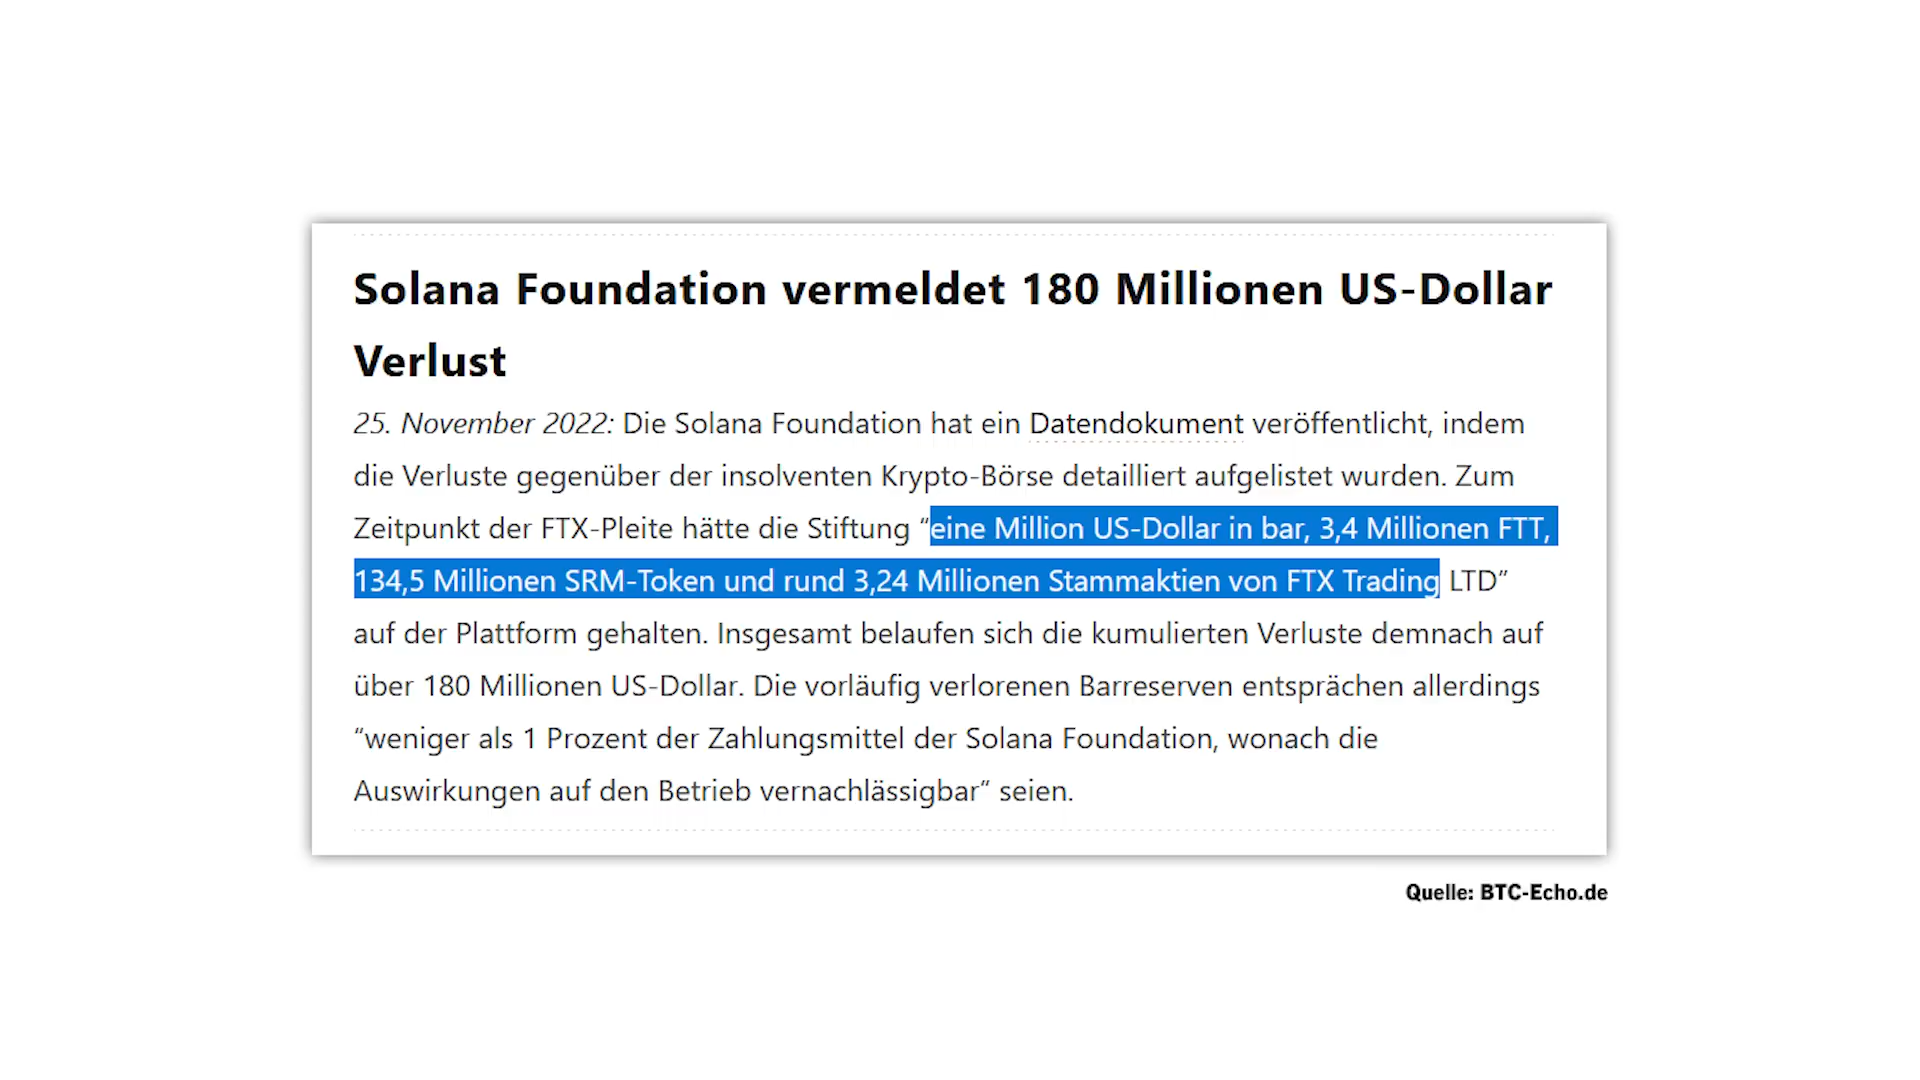 Solana Foundation vermeldet 180 Millionen US-Dollar
Verlust
25. November 2022: Die Solana Foundation hat ein Datendokument veröffentlicht, indem
die Verluste gegenüber der insolventen Krypto-Börse detailliert aufgelistet wurden. Zum
Zeitpunkt der FTX-Pleite hätte die Stiftung “eine Million US-Dollar in bar, 3,4 Millionen FTT,
134,5 Millionen SRM-Token und rund 3,24 Millionen Stammaktien von FTX Trading LTD”
auf der Plattform gehalten. Insgesamt belaufen sich die kumulierten Verluste demnach auf
über 180 Millionen US-Dollar. Die vorläufig verlorenen Barreserven entsprächen allerdings
“weniger als 1 Prozent der Zahlungsmittel der Solana Foundation, wonach die
Auswirkungen auf den Betrieb vernachlässigbar” seien.
Quelle: BTC-Echo.de